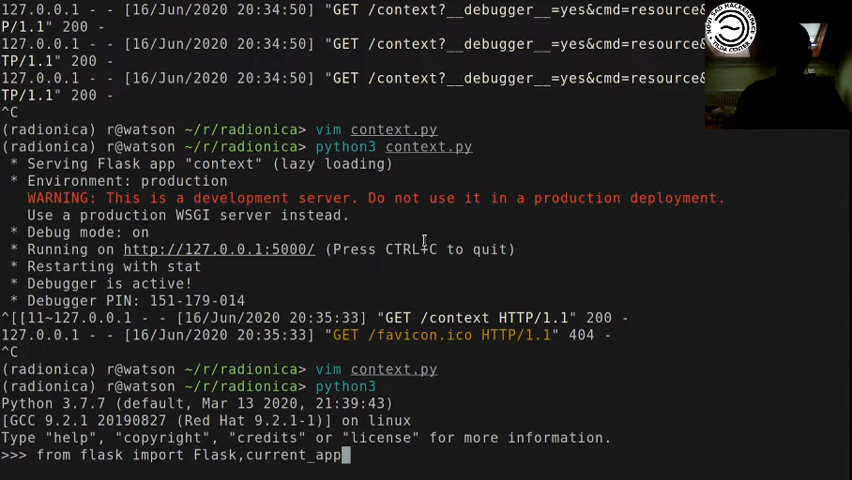 127.0.0.1 - - [16/Jun/2020 20:34:50] "GET /context?__debugger__=yes&cmd=resource&
P/1.1" 200 -
127.0.0.1 - - [16/Jun/2020 20:34:50] "GET /context?__debugger__=yes&cmd=resource&
TP/1.1" 200 -
127.0.0.1 - - [16/Jun/2020 20:34:50] "GET /context?__debugger__=yes&cmd=resource&
TP/1.1" 200 -
^C
(radionica) r@watson ~/r/radionica> vim context.py
(radionica) r@watson ~/r/radionica> python3 context.py
* Serving Flask app "context" (lazy loading)
* Environment: production
WARNING: This is a development server. Do not use it in a production deployment.
Use a production WSGI server instead.
* Debug mode: on
* Running on http://127.0.0.1:5000/ (Press CTRL+C to quit)
* Restarting with stat
* Debugger is active!
* Debugger PIN: 151-179-014
^[[11~127.0.0.1 - - [16/Jun/2020 20:35:33] "GET /context HTTP/1.1" 200 -
127.0.0.1 - - [16/Jun/2020 20:35:33] "GET /favicon.ico HTTP/1.1" 404 -
^C
(radionica) r@watson ~/r/radionica> vim context.py
(radionica) r@watson ~/r/radionica> python3
Python 3.7.7 (default, Mar 13 2020, 21:39:43)
[GCC 9.2.1 20190827 (Red Hat 9.2.1-1)] on linux
Type "help", "copyright", "credits" or "license" for more information.
>>> from flask import Flask,current_app